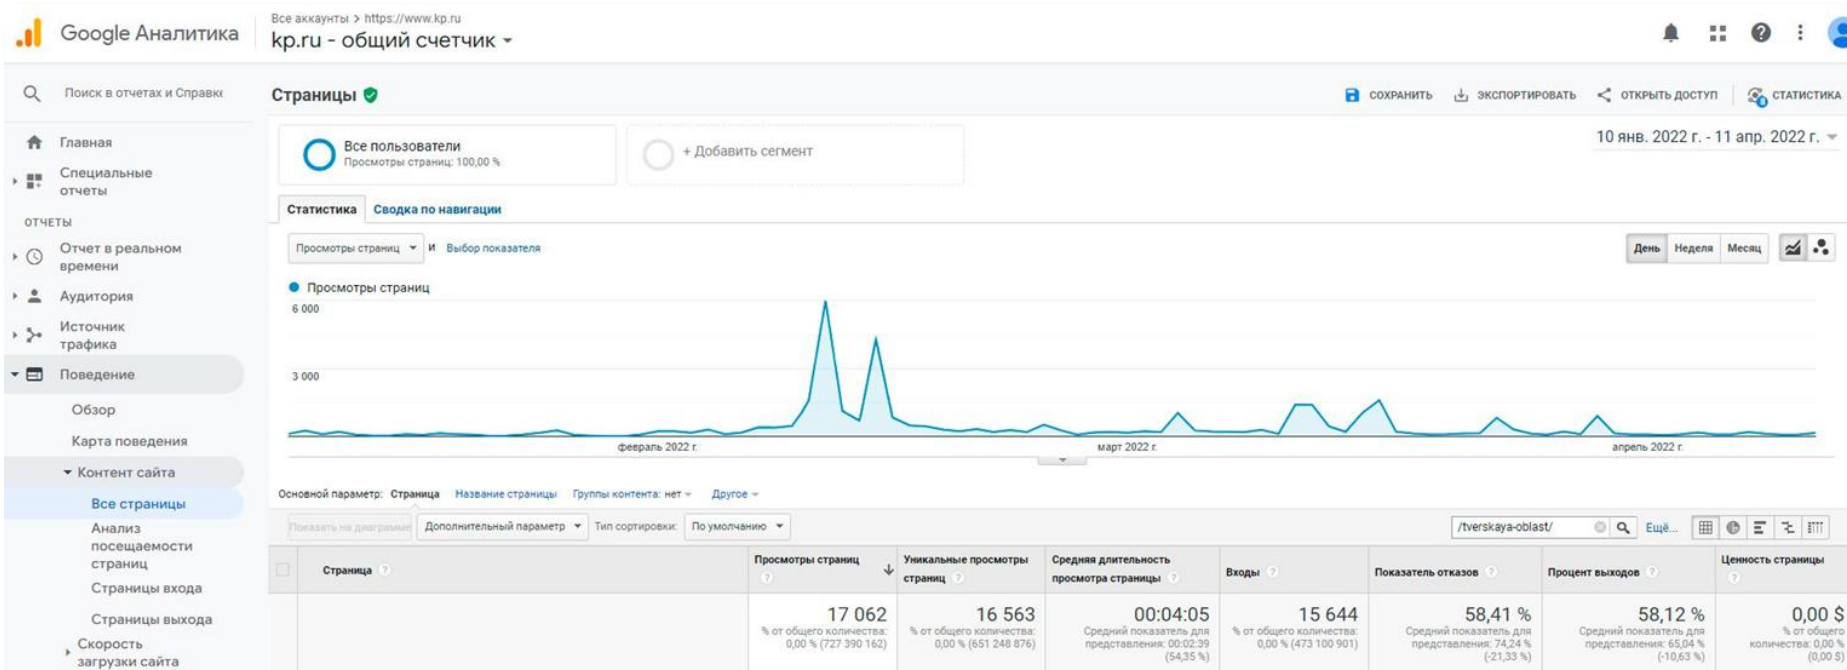 Google Аналитика
Все аккаунты > https://www.kp.ru
kp.ru - общий счетчик
Поиск в отчетах и Справке
Главная
Специальные
отчеты
ОТЧЕТЫ
Отчет в реальном
времени
Аудитория
Источник
трафика
Поведение
Обзор
Карта поведения
Контент сайта
Все страницы
Анализ
посещаемости
страниц
Страницы входа
Страницы выхода
Скорость
загрузки сайта
Страницы
СОХРАНИТЬ
ЭКСПОРТИРОВАТЬ
ОТКРЫТЬ ДОСТУП
СТАТИСТИКА
Все пользователи
Просмотры страниц: 100,00 %
+ Добавить сегмент
10 янв. 2022 г. - 11 апр. 2022 г.
Статистика
Сводка по навигации
Просмотры страниц
и
Выбор показателя
День
Неделя
Месяц
Просмотры страниц
6 000
3 000
февраль 2022 г.
март 2022 г.
апрель 2022 г.
Основной параметр: Страница Название страницы Группы контента: нет Другое
Показать на диаграмме
Дополнительный параметр
Тип сортировки:
По умолчанию
/tverskaya-oblast/
Ещё...
Страница
Просмотры страниц
Уникальные просмотры
страниц
Средняя длительность
просмотра страницы
Входы
Показатель отказов
Процент выходов
Ценность страницы
17 062
% от общего количества:
0,00 % (727 390 162)
16 563
% от общего количества:
0,00 % (651 248 876)
00:04:05
Средний показатель для
представления: 00:02:39
(54,35 %)
15 644
% от общего количества:
0,00 % (473 100 901)
58,41 %
Средний показатель для
представления: 74,24 %
(-21,33 %)
58,12 %
Средний показатель для
представления: 65,04 %
(-10,63 %)
0,00 $
% от общего
количества: 0,00 %
(0,00 $)